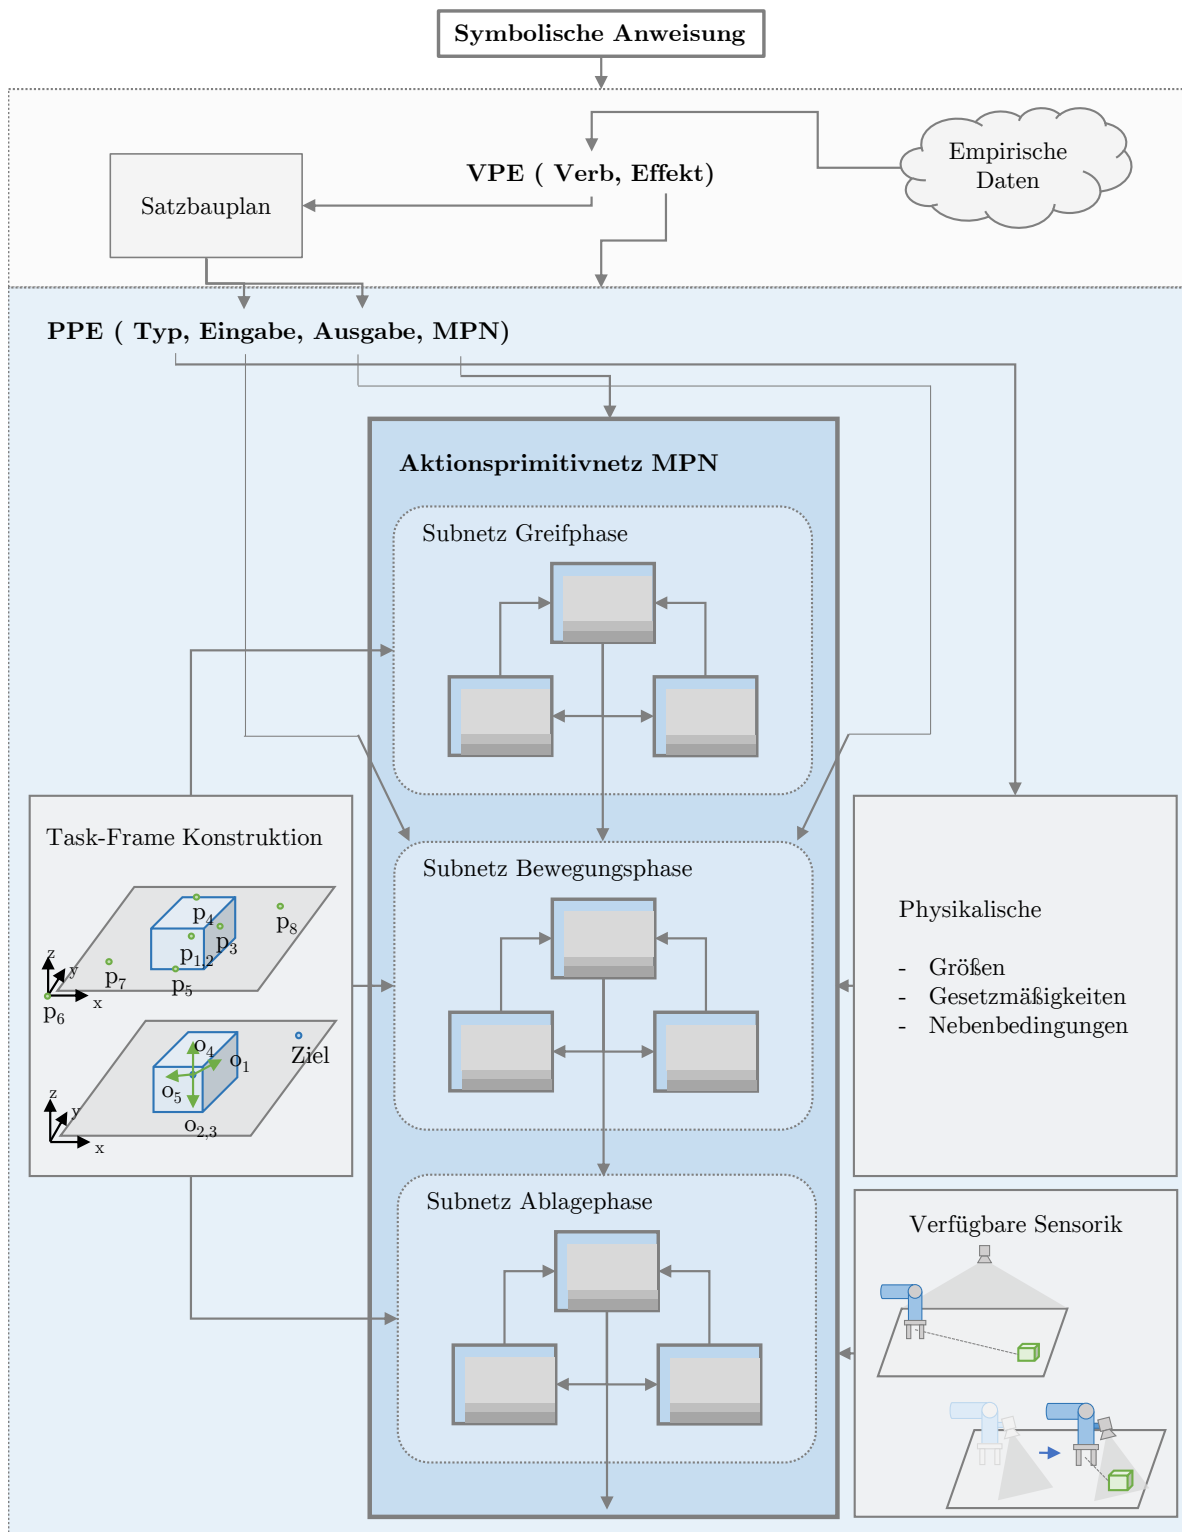 Symbolische Anweisung
Empirische
Daten
VPE ( Verb, Effekt)
Satzbauplan
PPE ( Typ, Eingabe, Ausgabe, MPN)
Aktionsprimitivnetz MPN
Subnetz Greifphase
Task-Frame Konstruktion
p4
p8
p3
p1,2
z
y
p7
p5
x
p6
o4
Ziel
o1
o5
z
y
o2,3
x
Subnetz Bewegungsphase
Physikalische
- Größen
- Gesetzmäßigkeiten
- Nebenbedingungen
Subnetz Ablagephase
Verfügbare Sensorik